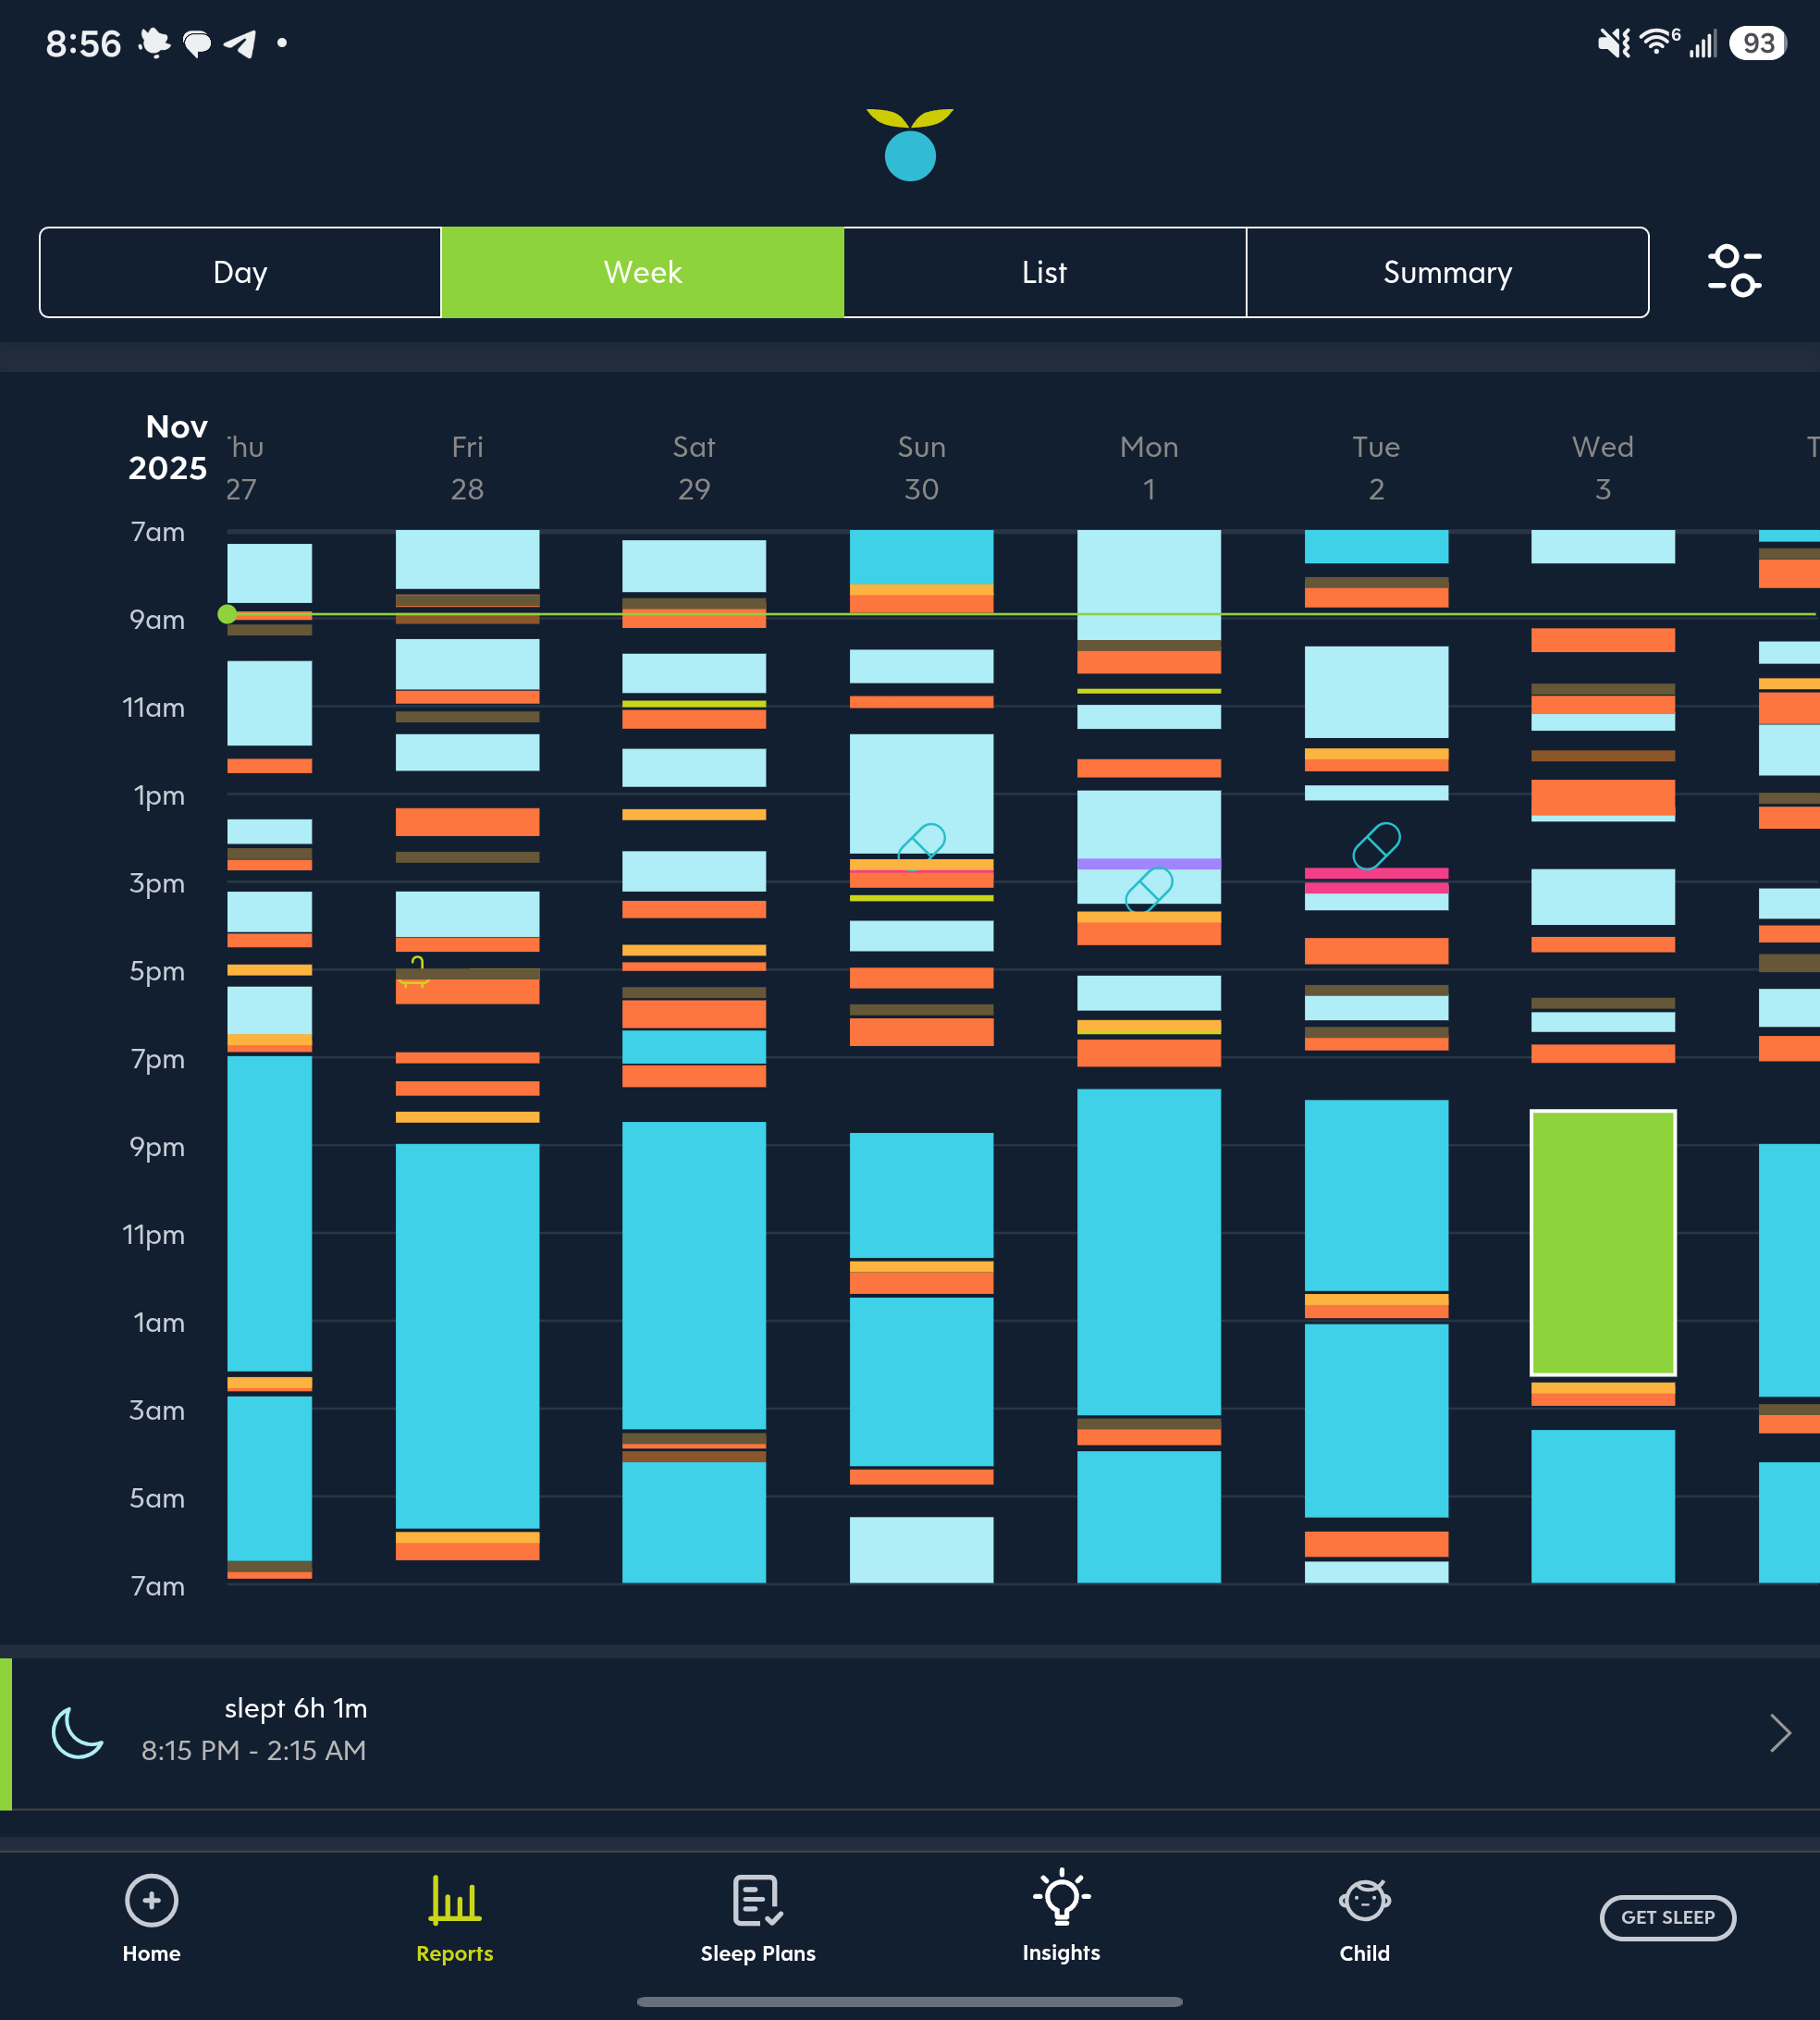 8:56
6
93
Day Week List Summary
Nov
2025
Thu Fri Sat Sun Mon Tue Wed T
27 28 29 30 1 2 3
7am
9am
11am
1pm
3pm
5pm
7pm
9pm
11pm
1am
3am
5am
7am
slept 6h 1m
8:15 PM - 2:15 AM
GET SLEEP
Home Reports Sleep Plans Insights Child